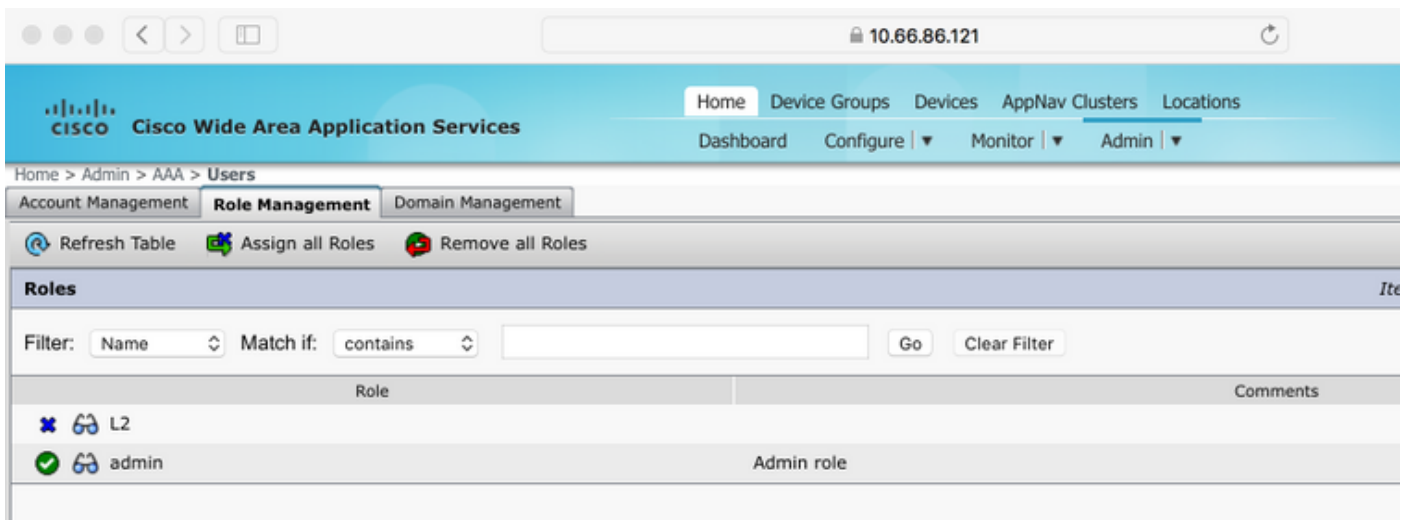 10.66.86.121
Home Device Groups Devices AppNav Clusters Locations
CISCO Cisco Wide Area Application Services
Dashboard Configure | ▼ Monitor | ▼ Admin | ▼
Home > Admin > AAA > Users
Account Management Role Management Domain Management
Refresh Table Assign all Roles Remove all Roles
Roles Ite
Filter: Name Match if: contains Go Clear Filter
Role Comments
L2
admin Admin role